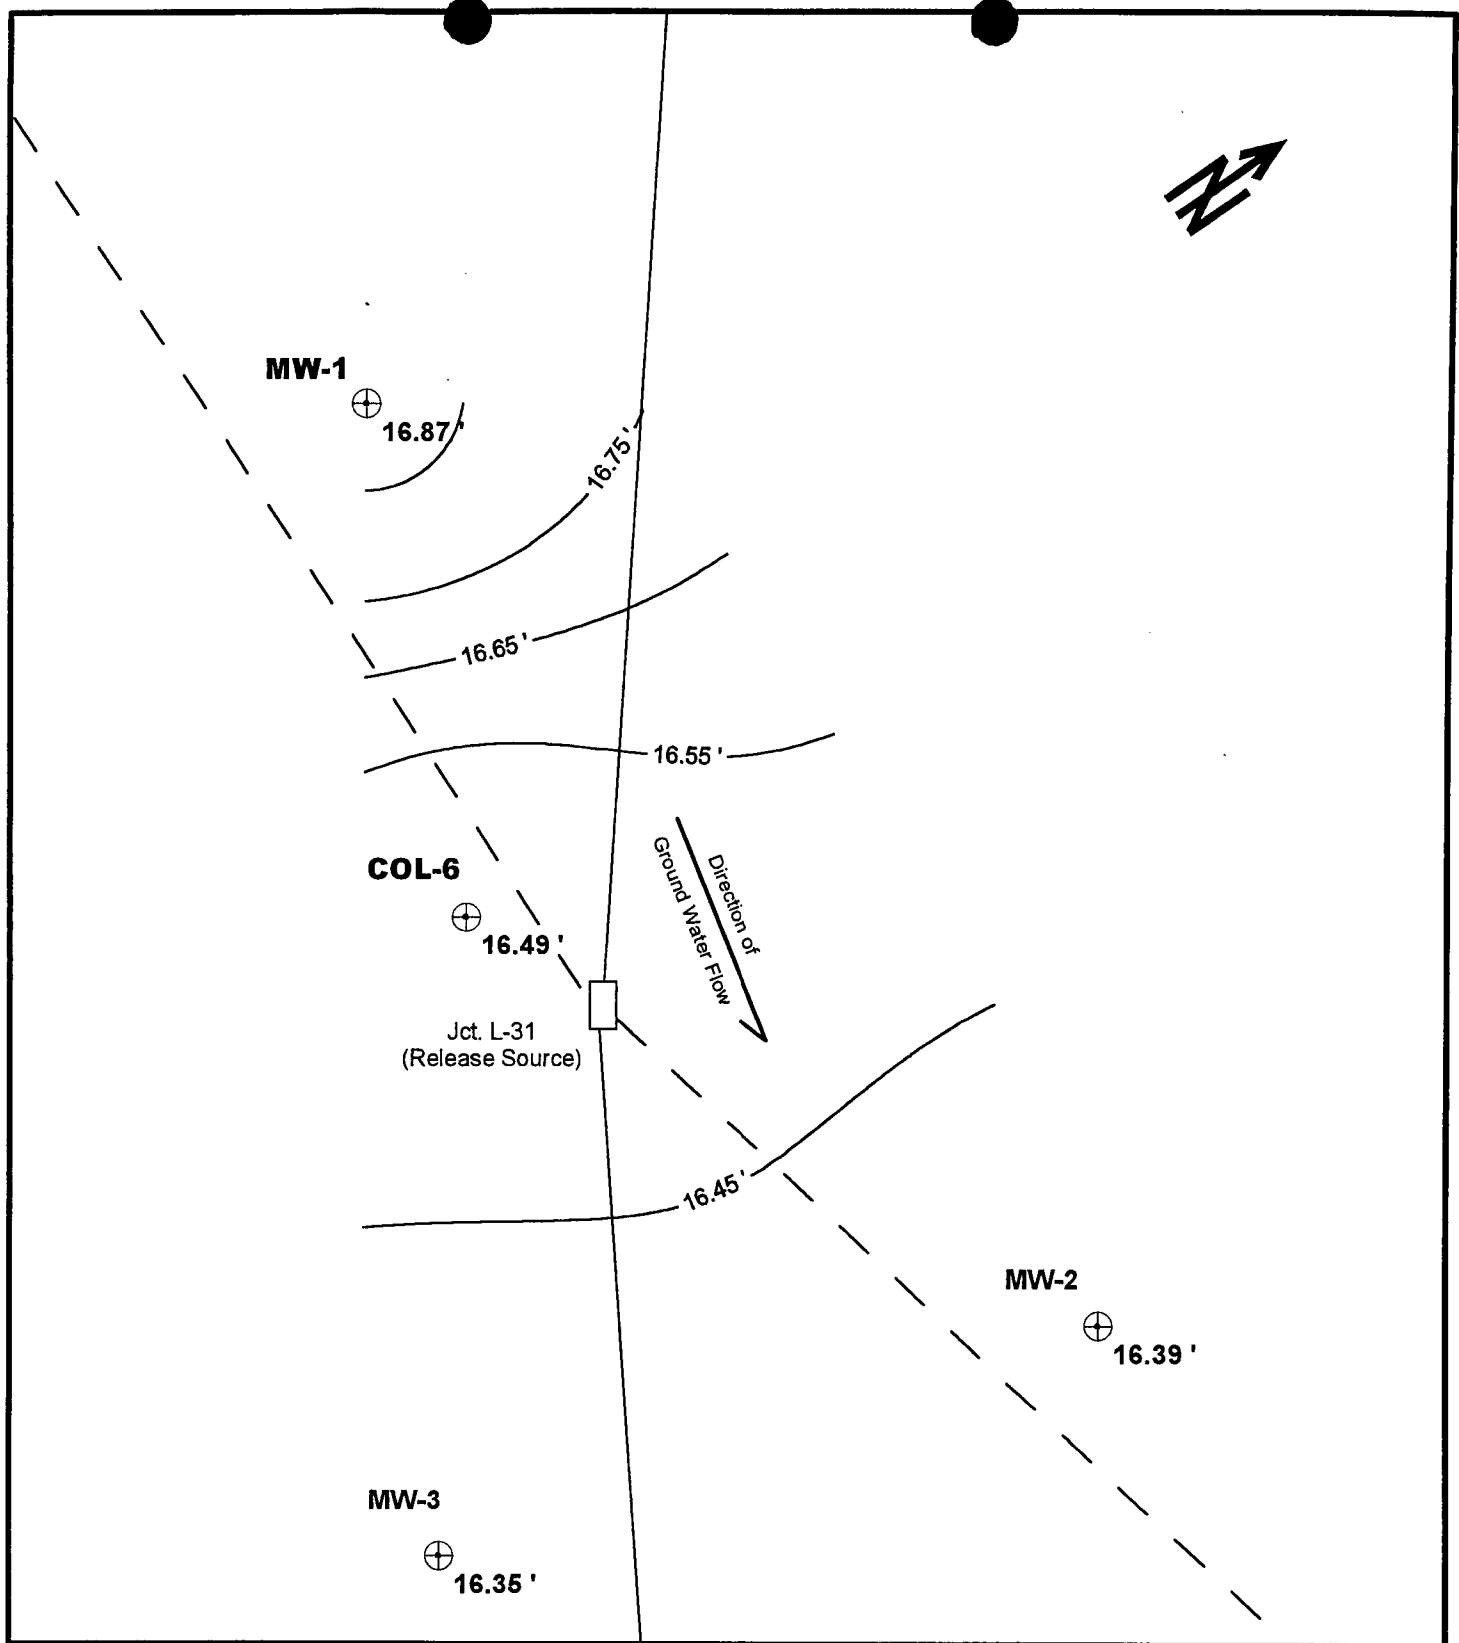 N
MW-1
16.87 '
16.75 '
16.65 '
16.55 '
Direction of
Ground Water Flow
COL-6
16.49 '
Jct. L-31
(Release Source)
16.45 '
MW-2
16.39 '
MW-3
16.35 '